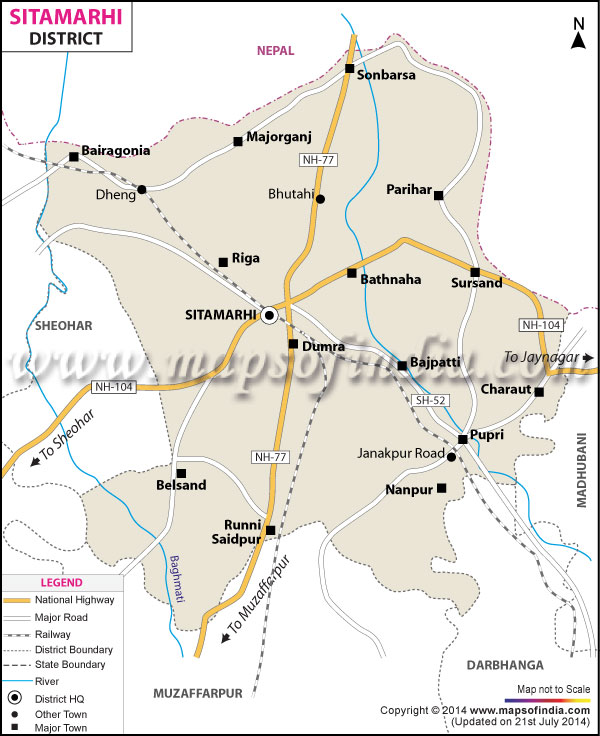 SITAMARHI
DISTRICT
N
NEPAL
Sonbarsa
Majorganj
Bairagonia
NH-77
Dheng
Bhutahi
Parihar
Riga
Bathnaha
Sursand
SITAMARHI
SHEOHAR
NH-104
Dumra
To Jaynagar
www.mapsofindia.com
Bajpatti
NH-104
Charaut
SH-52
To Sheohar
Pupri
NH-77
Janakpur Road
MADHUBANI
Belsand
Nanpur
Runni
Saidpur
Baghmati
To Muzaffarpur
LEGEND
National Highway
Major Road
Railway
District Boundary
State Boundary
River
District HQ
Other Town
Major Town
MUZAFFARPUR
DARBHANGA
Map not to Scale
Copyright © 2014 www.mapsofindia.com
(Updated on 21st July 2014)